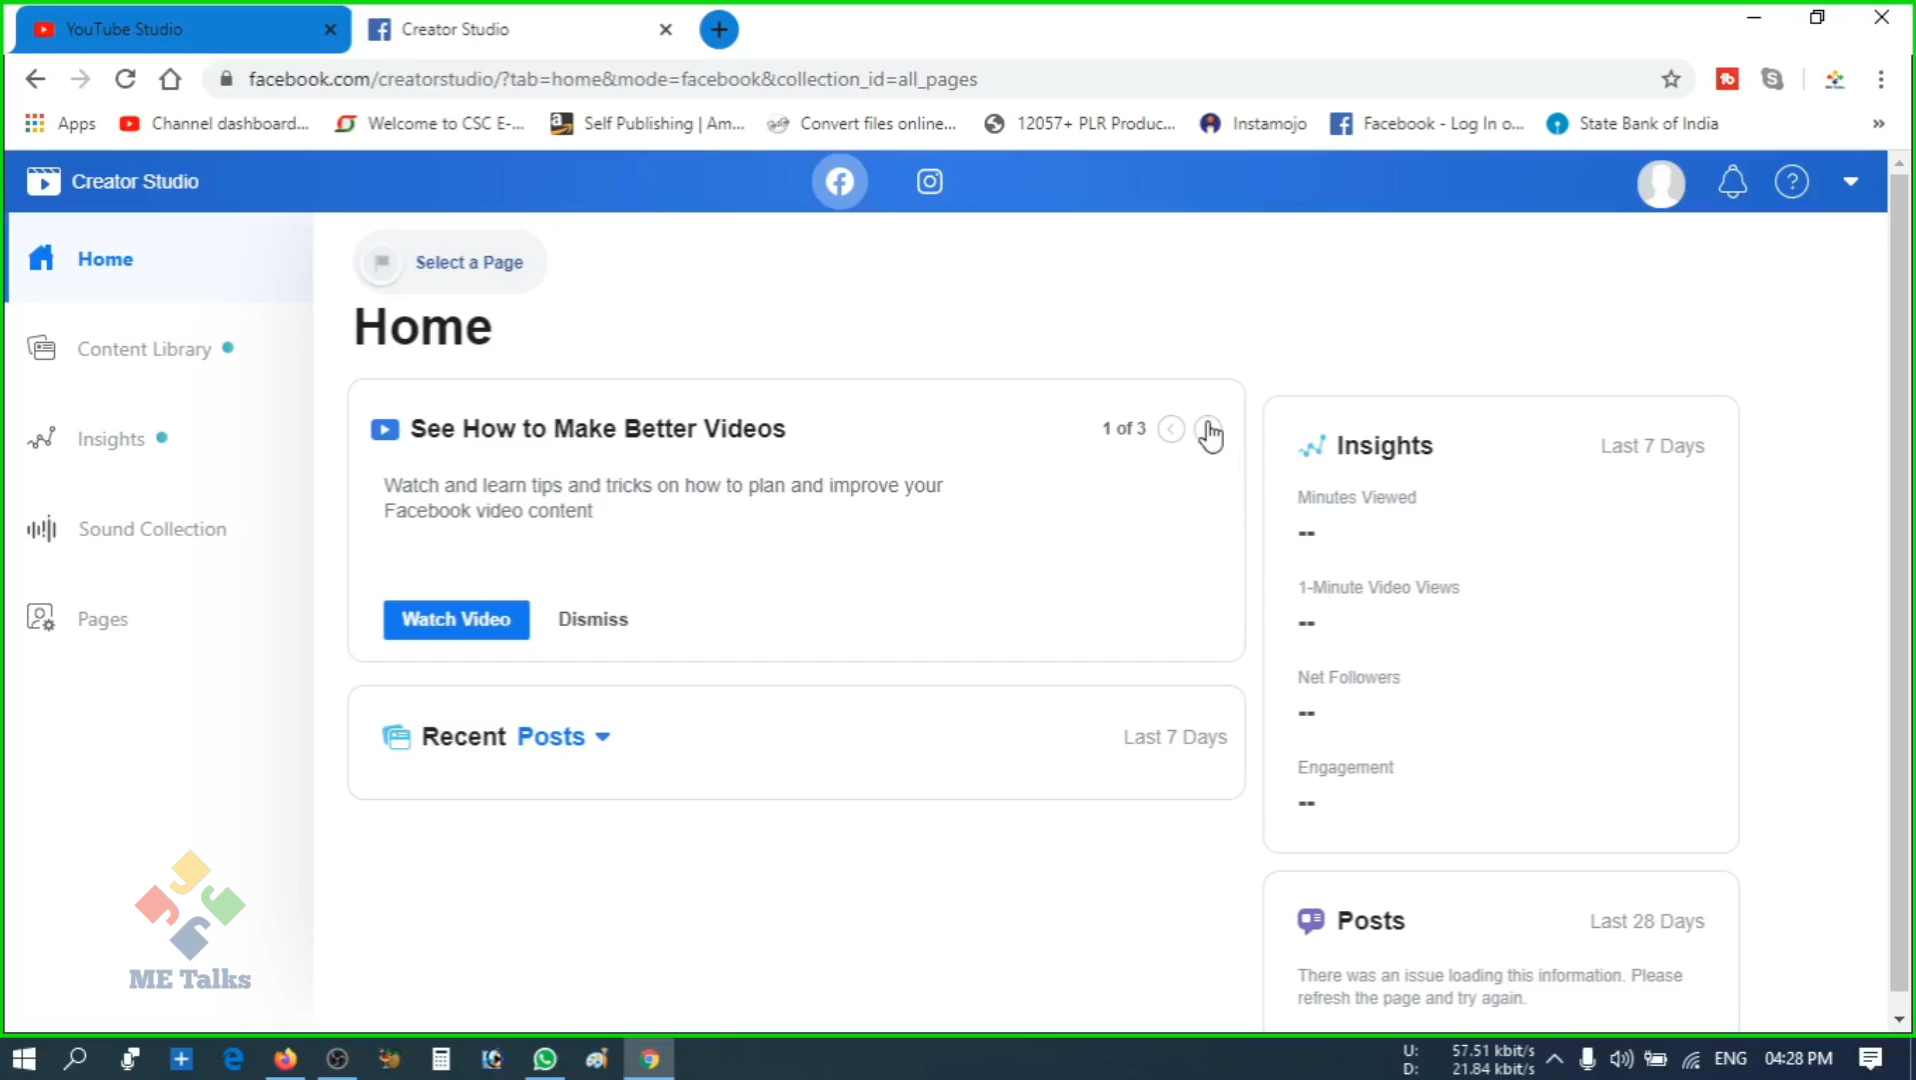 YouTube Studio
Creator Studio
facebook.com/creatorstudio/?tab=home&mode=facebook&collection_id=all_pages
Apps
Channel dashboard...
Welcome to CSC E-...
Self Publishing | Am...
Convert files online...
12057+ PLR Produc...
Instamojo
Facebook - Log In o...
State Bank of India
»
Creator Studio
Home
Content Library
Insights
Sound Collection
Pages
Select a Page
Home
See How to Make Better Videos
1 of 3
Watch and learn tips and tricks on how to plan and improve your
Facebook video content
Watch Video
Dismiss
Recent Posts
Last 7 Days
Insights
Last 7 Days
Minutes Viewed
--
1-Minute Video Views
--
Net Followers
--
Engagement
--
Posts
Last 28 Days
There was an issue loading this information. Please
refresh the page and try again.
ME Talks
U: 57.51 kbit/s
D: 21.84 kbit/s
ENG
04:28 PM